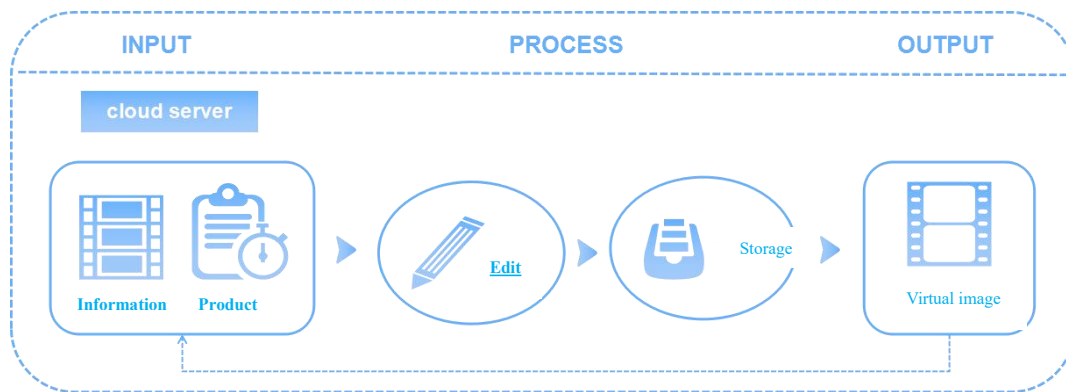 INPUT
PROCESS
OUTPUT
cloud server
Information
Product
Edit
Storage
Virtual image